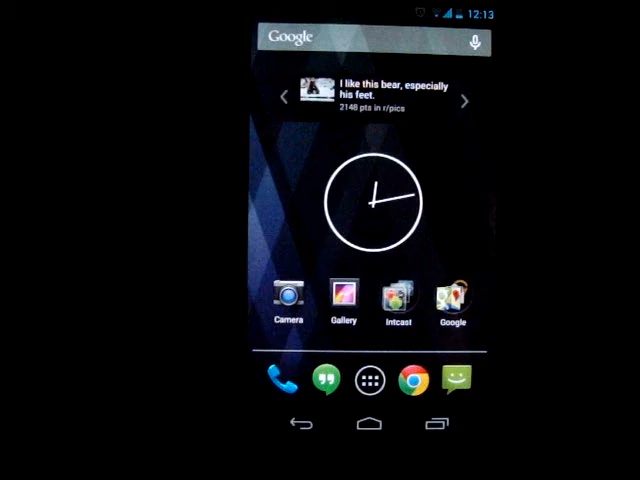 12:13
Google
I like this bear, especially
his feet.
2148 pts in r/pics
Camera
Gallery
Intcast
Google